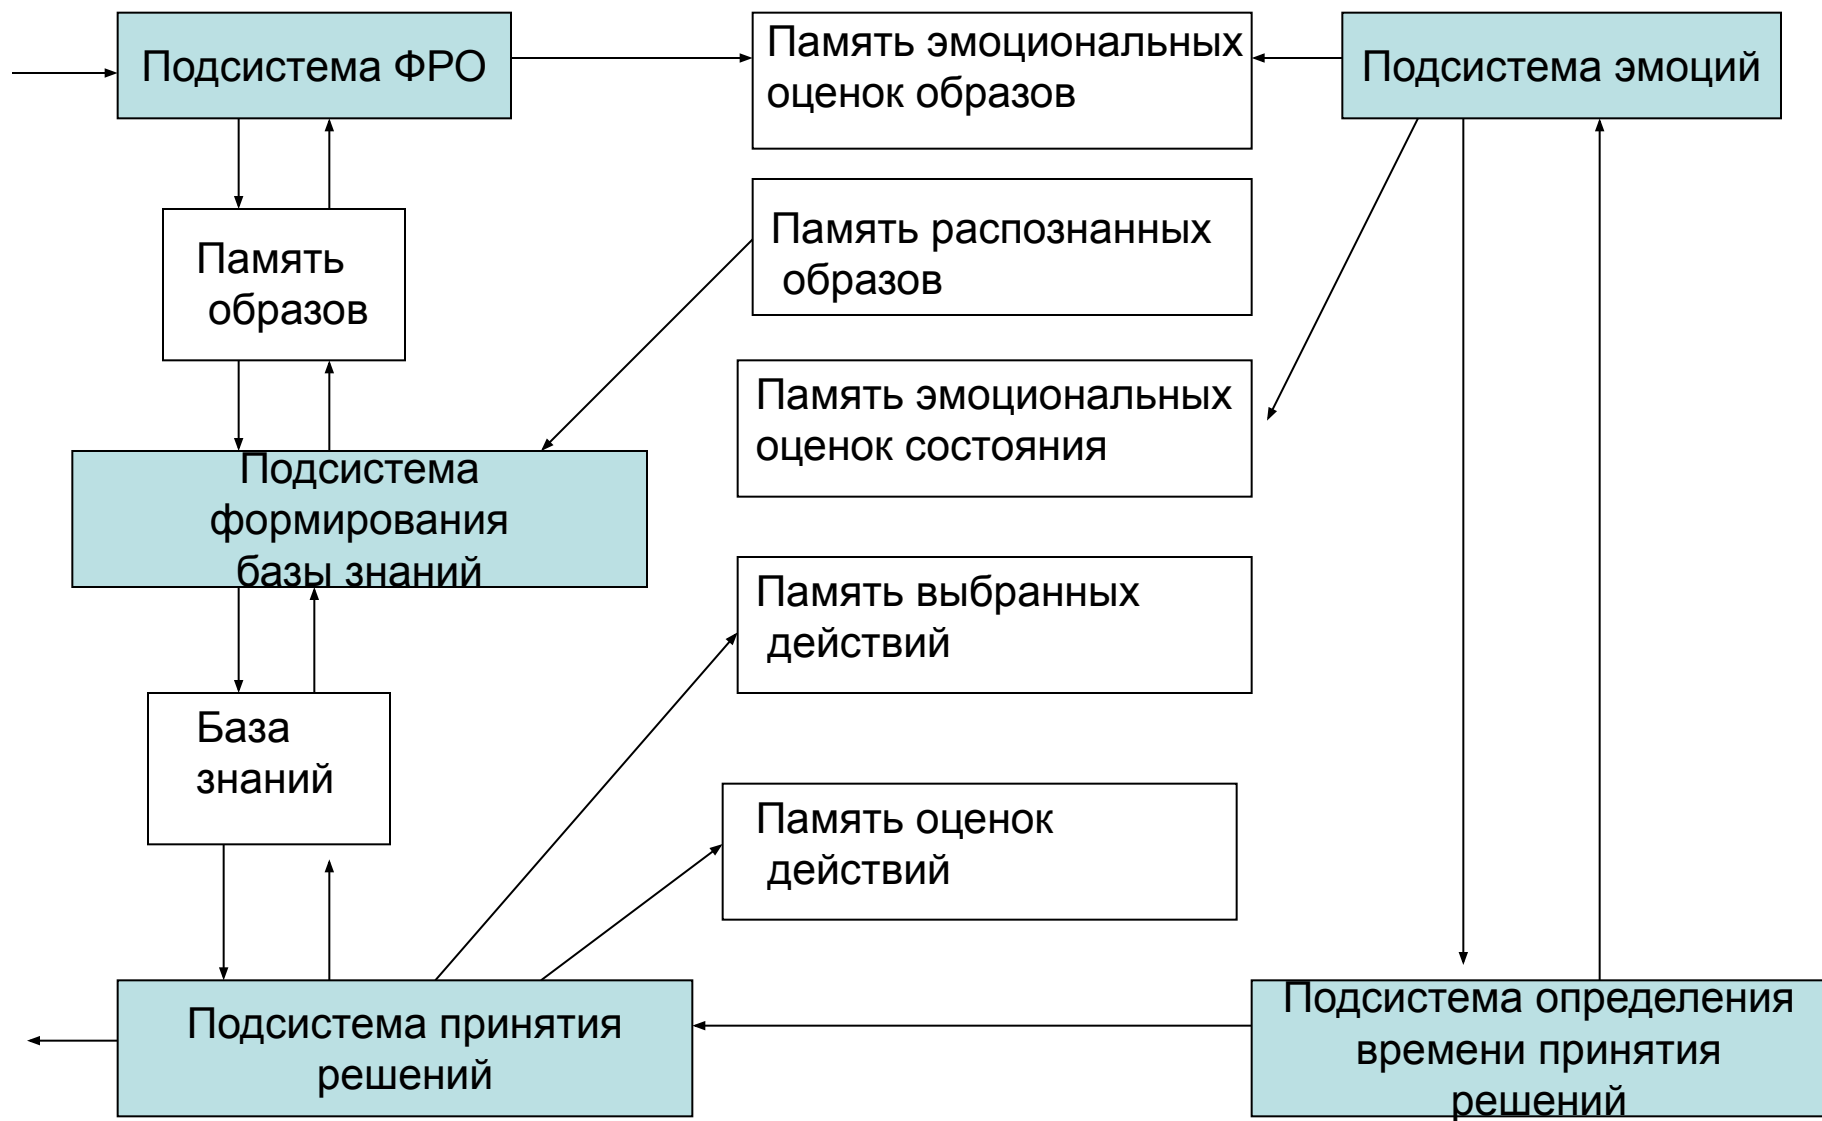 Подсистема ФРО
Память эмоциональных
оценок образов
Подсистема эмоций
Память распознанных
образов
Память
образов
Память эмоциональных
оценок состояния
Подсистема
формирования
базы знаний
Память выбранных
действий
База
знаний
Память оценок
действий
Подсистема принятия
решений
Подсистема определения
времени принятия
решений